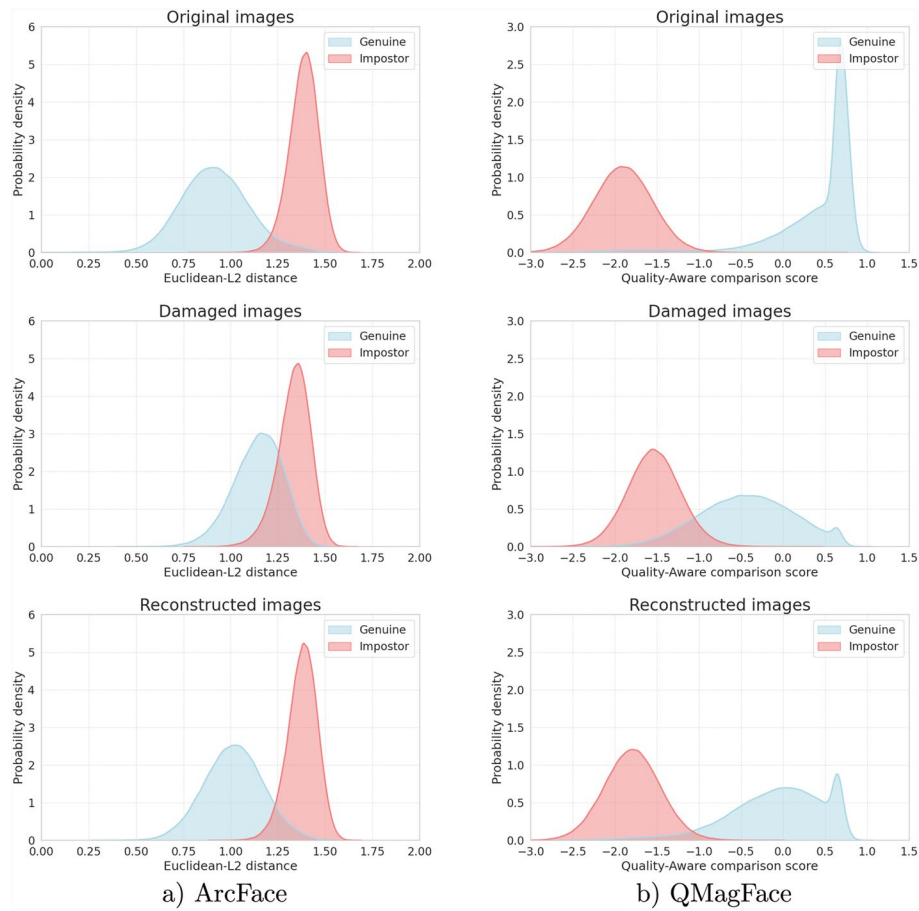 Original images
6
5
4
3
2
1
0
Probability density
Genuine
Impostor
0.00 0.25 0.50 0.75 1.00 1.25 1.50 1.75 2.00
Euclidean-L2 distance
Original images
3.0
2.5
2.0
1.5
1.0
0.5
0.0
Probability density
Genuine
Impostor
−3.0 −2.5 −2.0 −1.5 −1.0 −0.5 0.0 0.5 1.0 1.5
Quality-Aware comparison score
Damaged images
6
5
4
3
2
1
0
Probability density
Genuine
Impostor
0.00 0.25 0.50 0.75 1.00 1.25 1.50 1.75 2.00
Euclidean-L2 distance
Damaged images
3.0
2.5
2.0
1.5
1.0
0.5
0.0
Probability density
Genuine
Impostor
−3.0 −2.5 −2.0 −1.5 −1.0 −0.5 0.0 0.5 1.0 1.5
Quality-Aware comparison score
Reconstructed images
6
5
4
3
2
1
0
Probability density
Genuine
Impostor
0.00 0.25 0.50 0.75 1.00 1.25 1.50 1.75 2.00
Euclidean-L2 distance
Reconstructed images
3.0
2.5
2.0
1.5
1.0
0.5
0.0
Probability density
Genuine
Impostor
−3.0 −2.5 −2.0 −1.5 −1.0 −0.5 0.0 0.5 1.0 1.5
Quality-Aware comparison score
a) ArcFace
b) QMagFace